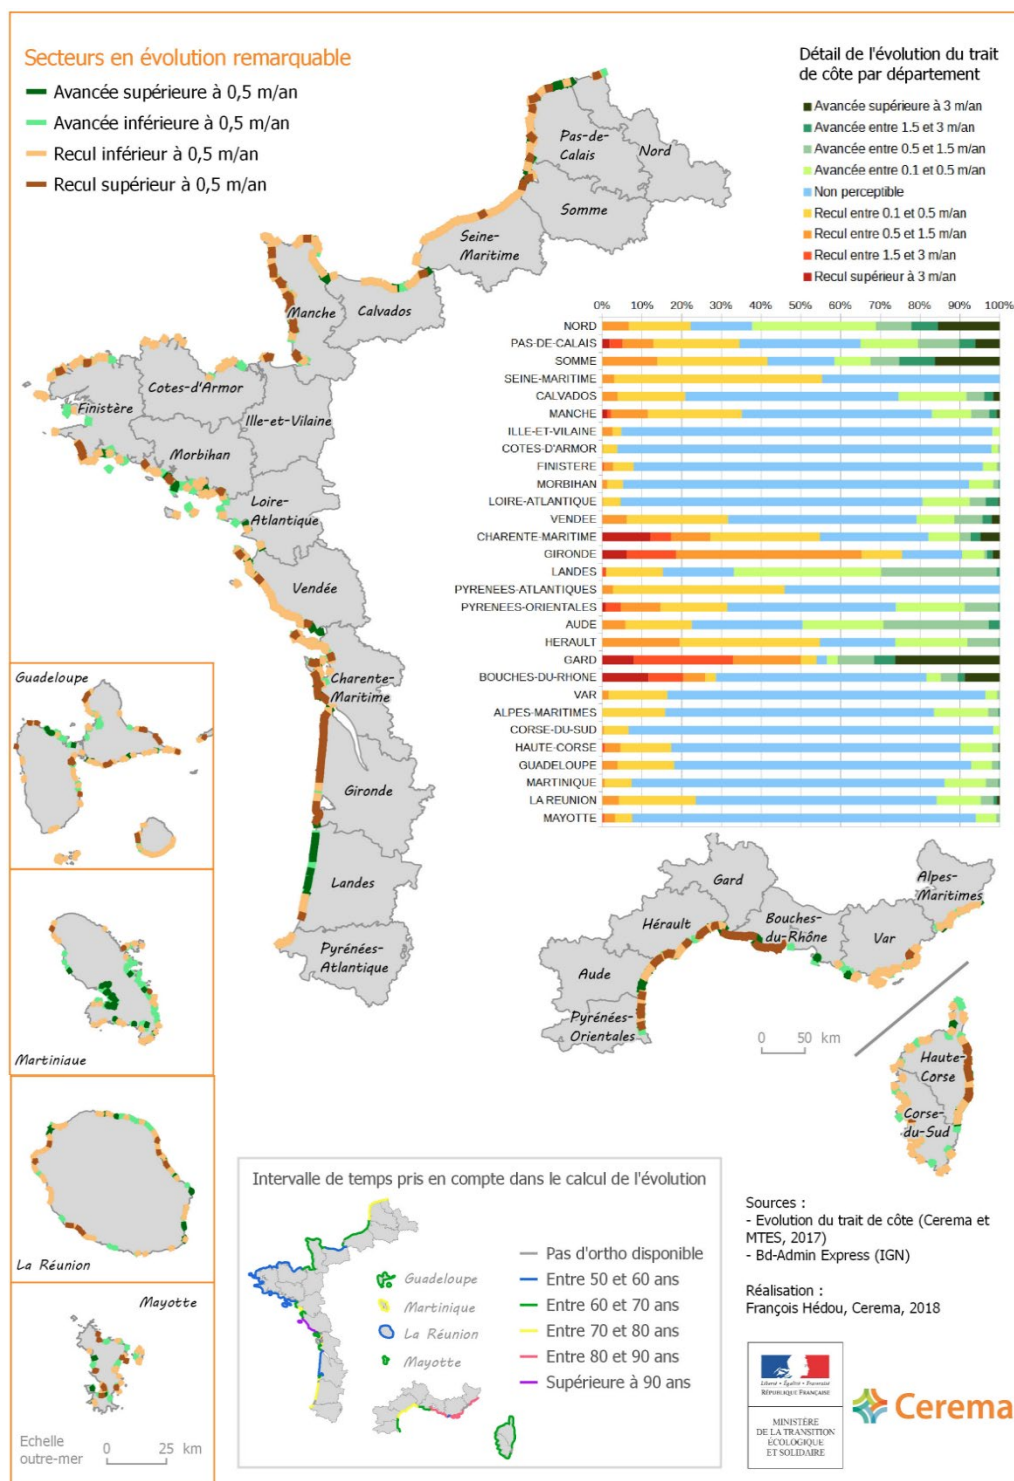 Secteurs en évolution remarquable
Avancée supérieure à 0,5 m/an
Avancée inférieure à 0,5 m/an
Recul inférieur à 0,5 m/an
Recul supérieur à 0,5 m/an
Détail de l'évolution du trait
de côte par département
Avancée supérieure à 3 m/an
Avancée entre 1.5 et 3 m/an
Avancée entre 0.5 et 1.5 m/an
Avancée entre 0.1 et 0.5 m/an
Non perceptible
Recul entre 0.1 et 0.5 m/an
Recul entre 0.5 et 1.5 m/an
Recul entre 1.5 et 3 m/an
Recul supérieur à 3 m/an
0% 10% 20% 30% 40% 50% 60% 70% 80% 90% 100%
NORD
PAS-DE-CALAIS
SOMME
SEINE-MARITIME
CALVADOS
MANCHE
ILLE-ET-VILAINE
COTES-D'ARMOR
FINISTERE
MORBIHAN
LOIRE-ATLANTIQUE
VENDEE
CHARENTE-MARITIME
GIRONDE
LANDES
PYRENEES-ATLANTIQUES
PYRENEES-ORIENTALES
AUDE
HERAULT
GARD
BOUCHES-DU-RHONE
VAR
ALPES-MARITIMES
CORSE-DU-SUD
HAUTE-CORSE
GUADELOUPE
MARTINIQUE
LA REUNION
MAYOTTE
Pas-de-
Calais
Nord
Somme
Seine-
Maritime
Manche
Calvados
Cotes-d'Armor
Finistère
Ille-et-Vilaine
Morbihan
Loire-
Atlantique
Vendée
Charente-
Maritime
Gironde
Landes
Pyrénées-
Atlantique
Guadeloupe
Martiniaue
La Réunion
Mayotte
Echelle
outre-mer
0 25 km
Gard
Alpes-
Maritimes
Hérault
Bouches-
du-Rhône
Var
Aude
Pyrénées-
Orientales
0 50 km
Haute-
Corse
Corse-
du-Sud
Intervalle de temps pris en compte dans le calcul de l'évolution
Guadeloupe
Martinique
La Réunion
Mayotte
Pas d'ortho disponible
Entre 50 et 60 ans
Entre 60 et 70 ans
Entre 70 et 80 ans
Entre 80 et 90 ans
Supérieure à 90 ans
Sources :
- Evolution du trait de côte (Cerema et
MTES, 2017)
- Bd-Admin Express (IGN)
Réalisation :
François Hédou, Cerema, 2018
Liberté • Égalité • Fraternité
RÉPUBLIQUE FRANÇAISE
MINISTÈRE
DE LA TRANSITION
ÉCOLOGIQUE
ET SOLIDAIRE
Cerema